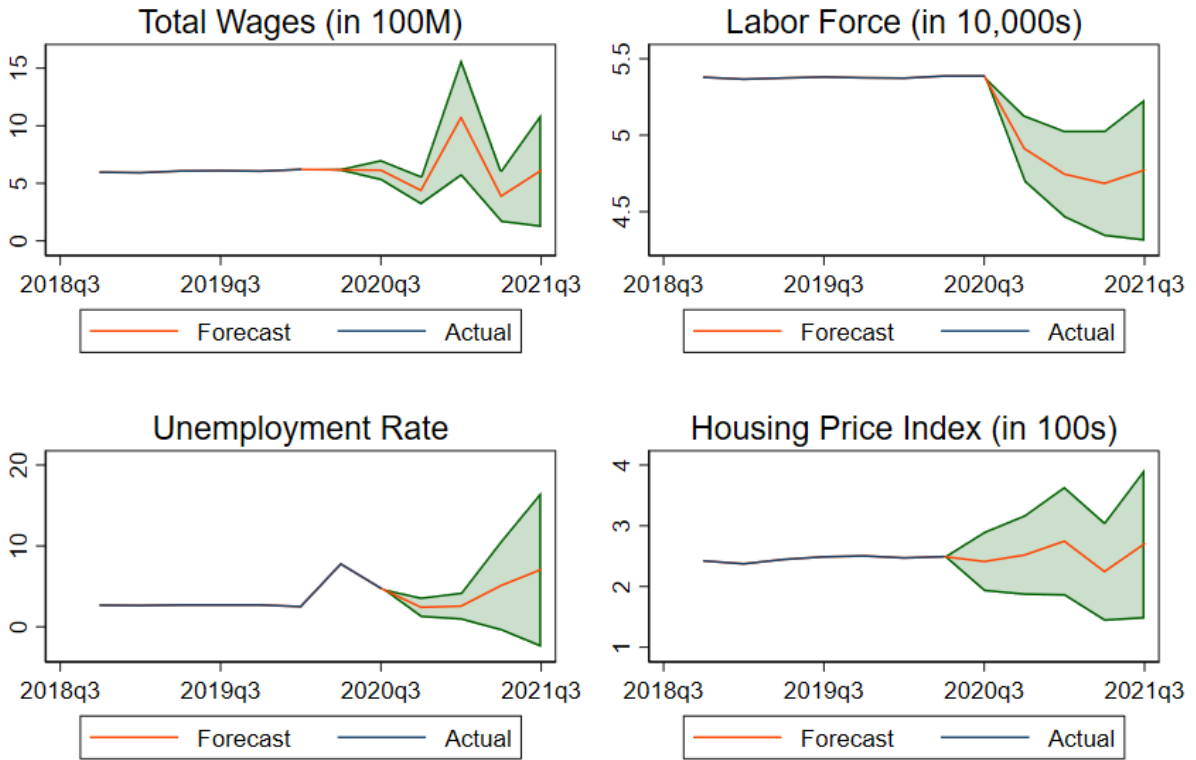 Total Wages (in 100M)
15
10
5
0
2018q3 2019q3 2020q3 2021q3
Forecast Actual
Labor Force (in 10,000s)
5.5
5
4.5
2018q3 2019q3 2020q3 2021q3
Forecast Actual
Unemployment Rate
20
10
0
2018q3 2019q3 2020q3 2021q3
Forecast Actual
Housing Price Index (in 100s)
4
3
2
1
2018q3 2019q3 2020q3 2021q3
Forecast Actual